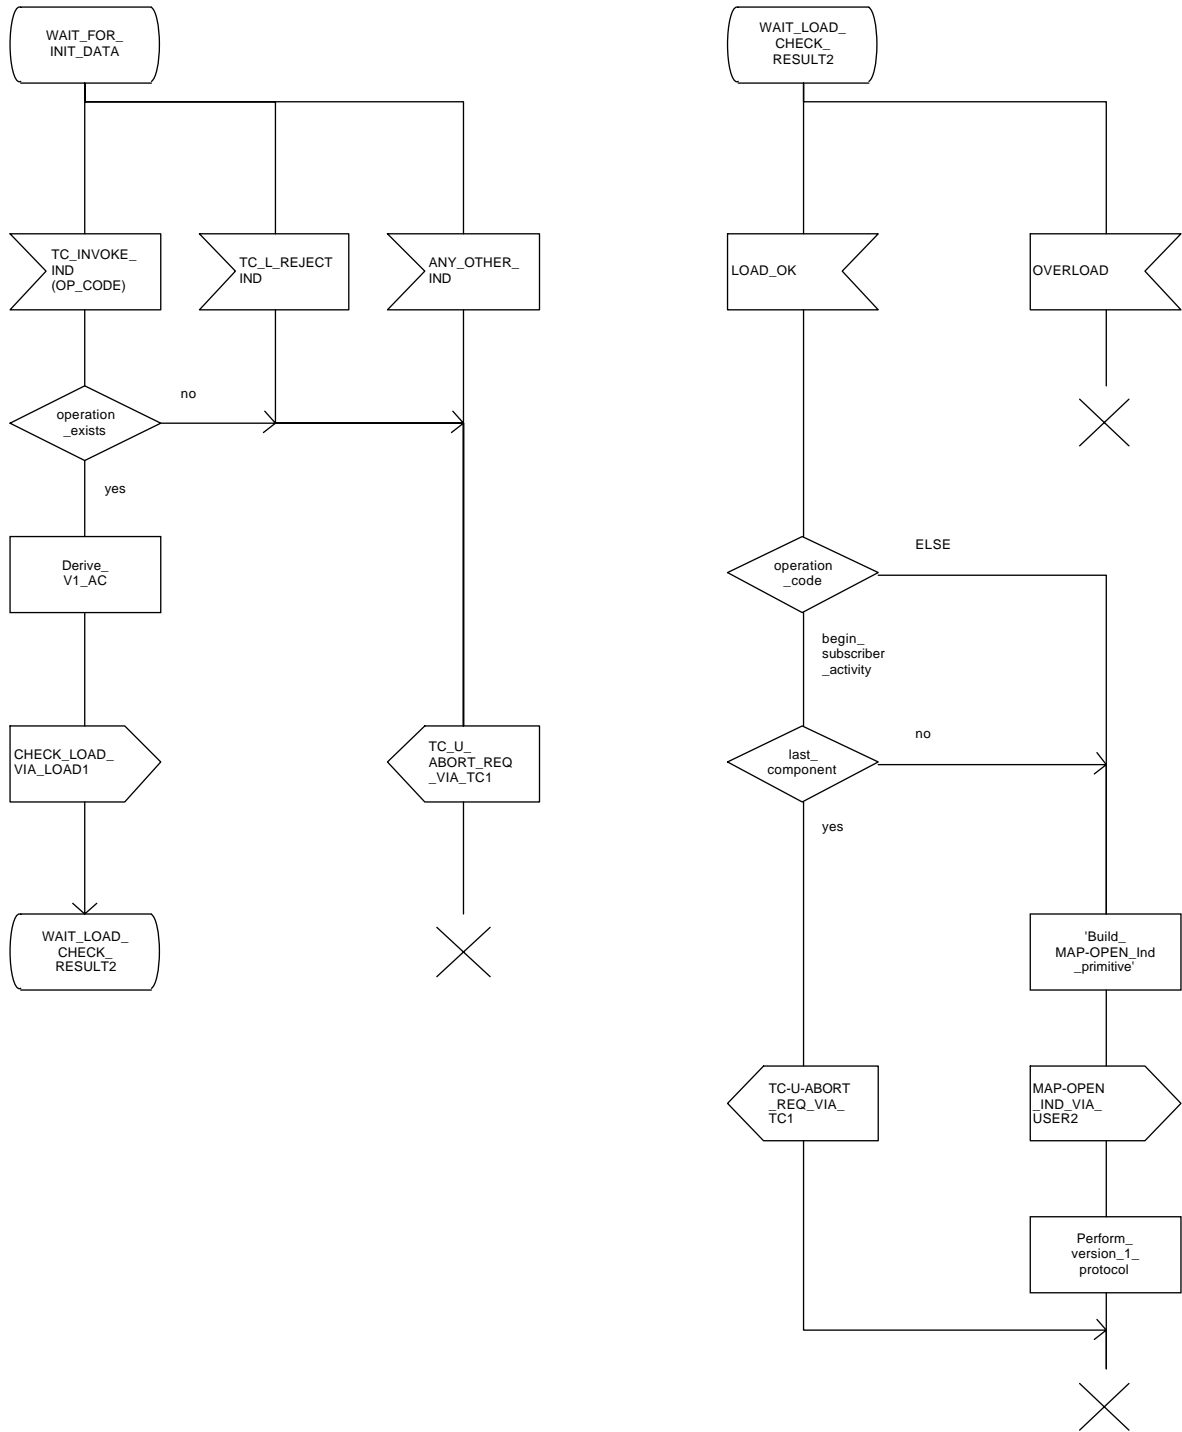 WAIT_FOR_
INIT_DATA
TC_INVOKE_
IND
(OP_CODE)
TC_L_REJECT
IND
ANY_OTHER_
IND
operation
_exists
no
yes
Derive_
V1_AC
CHECK_LOAD_
VIA_LOAD1
TC_U_
ABORT_REQ
_VIA_TC1
WAIT_LOAD_
CHECK_
RESULT2
WAIT_LOAD_
CHECK_
RESULT2
LOAD_OK
OVERLOAD
operation
_code
ELSE
begin_
subscriber
_activity
last_
component
no
yes
'Build_
MAP-OPEN_Ind
_primitive'
TC-U-ABORT
_REQ_VIA_
TC1
MAP-OPEN
_IND_VIA_
USER2
Perform_
version_1_
protocol